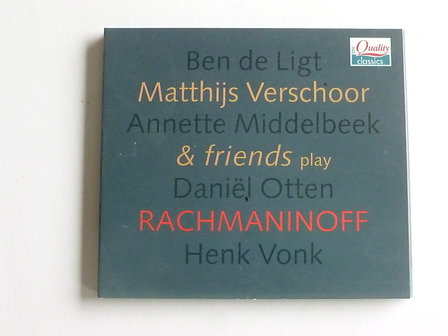 Quality
classics
Ben de Ligt
Matthijs Verschoor
Annette Middelbeek
& friends play
Daniël Otten
RACHMANINOFF
Henk Vonk